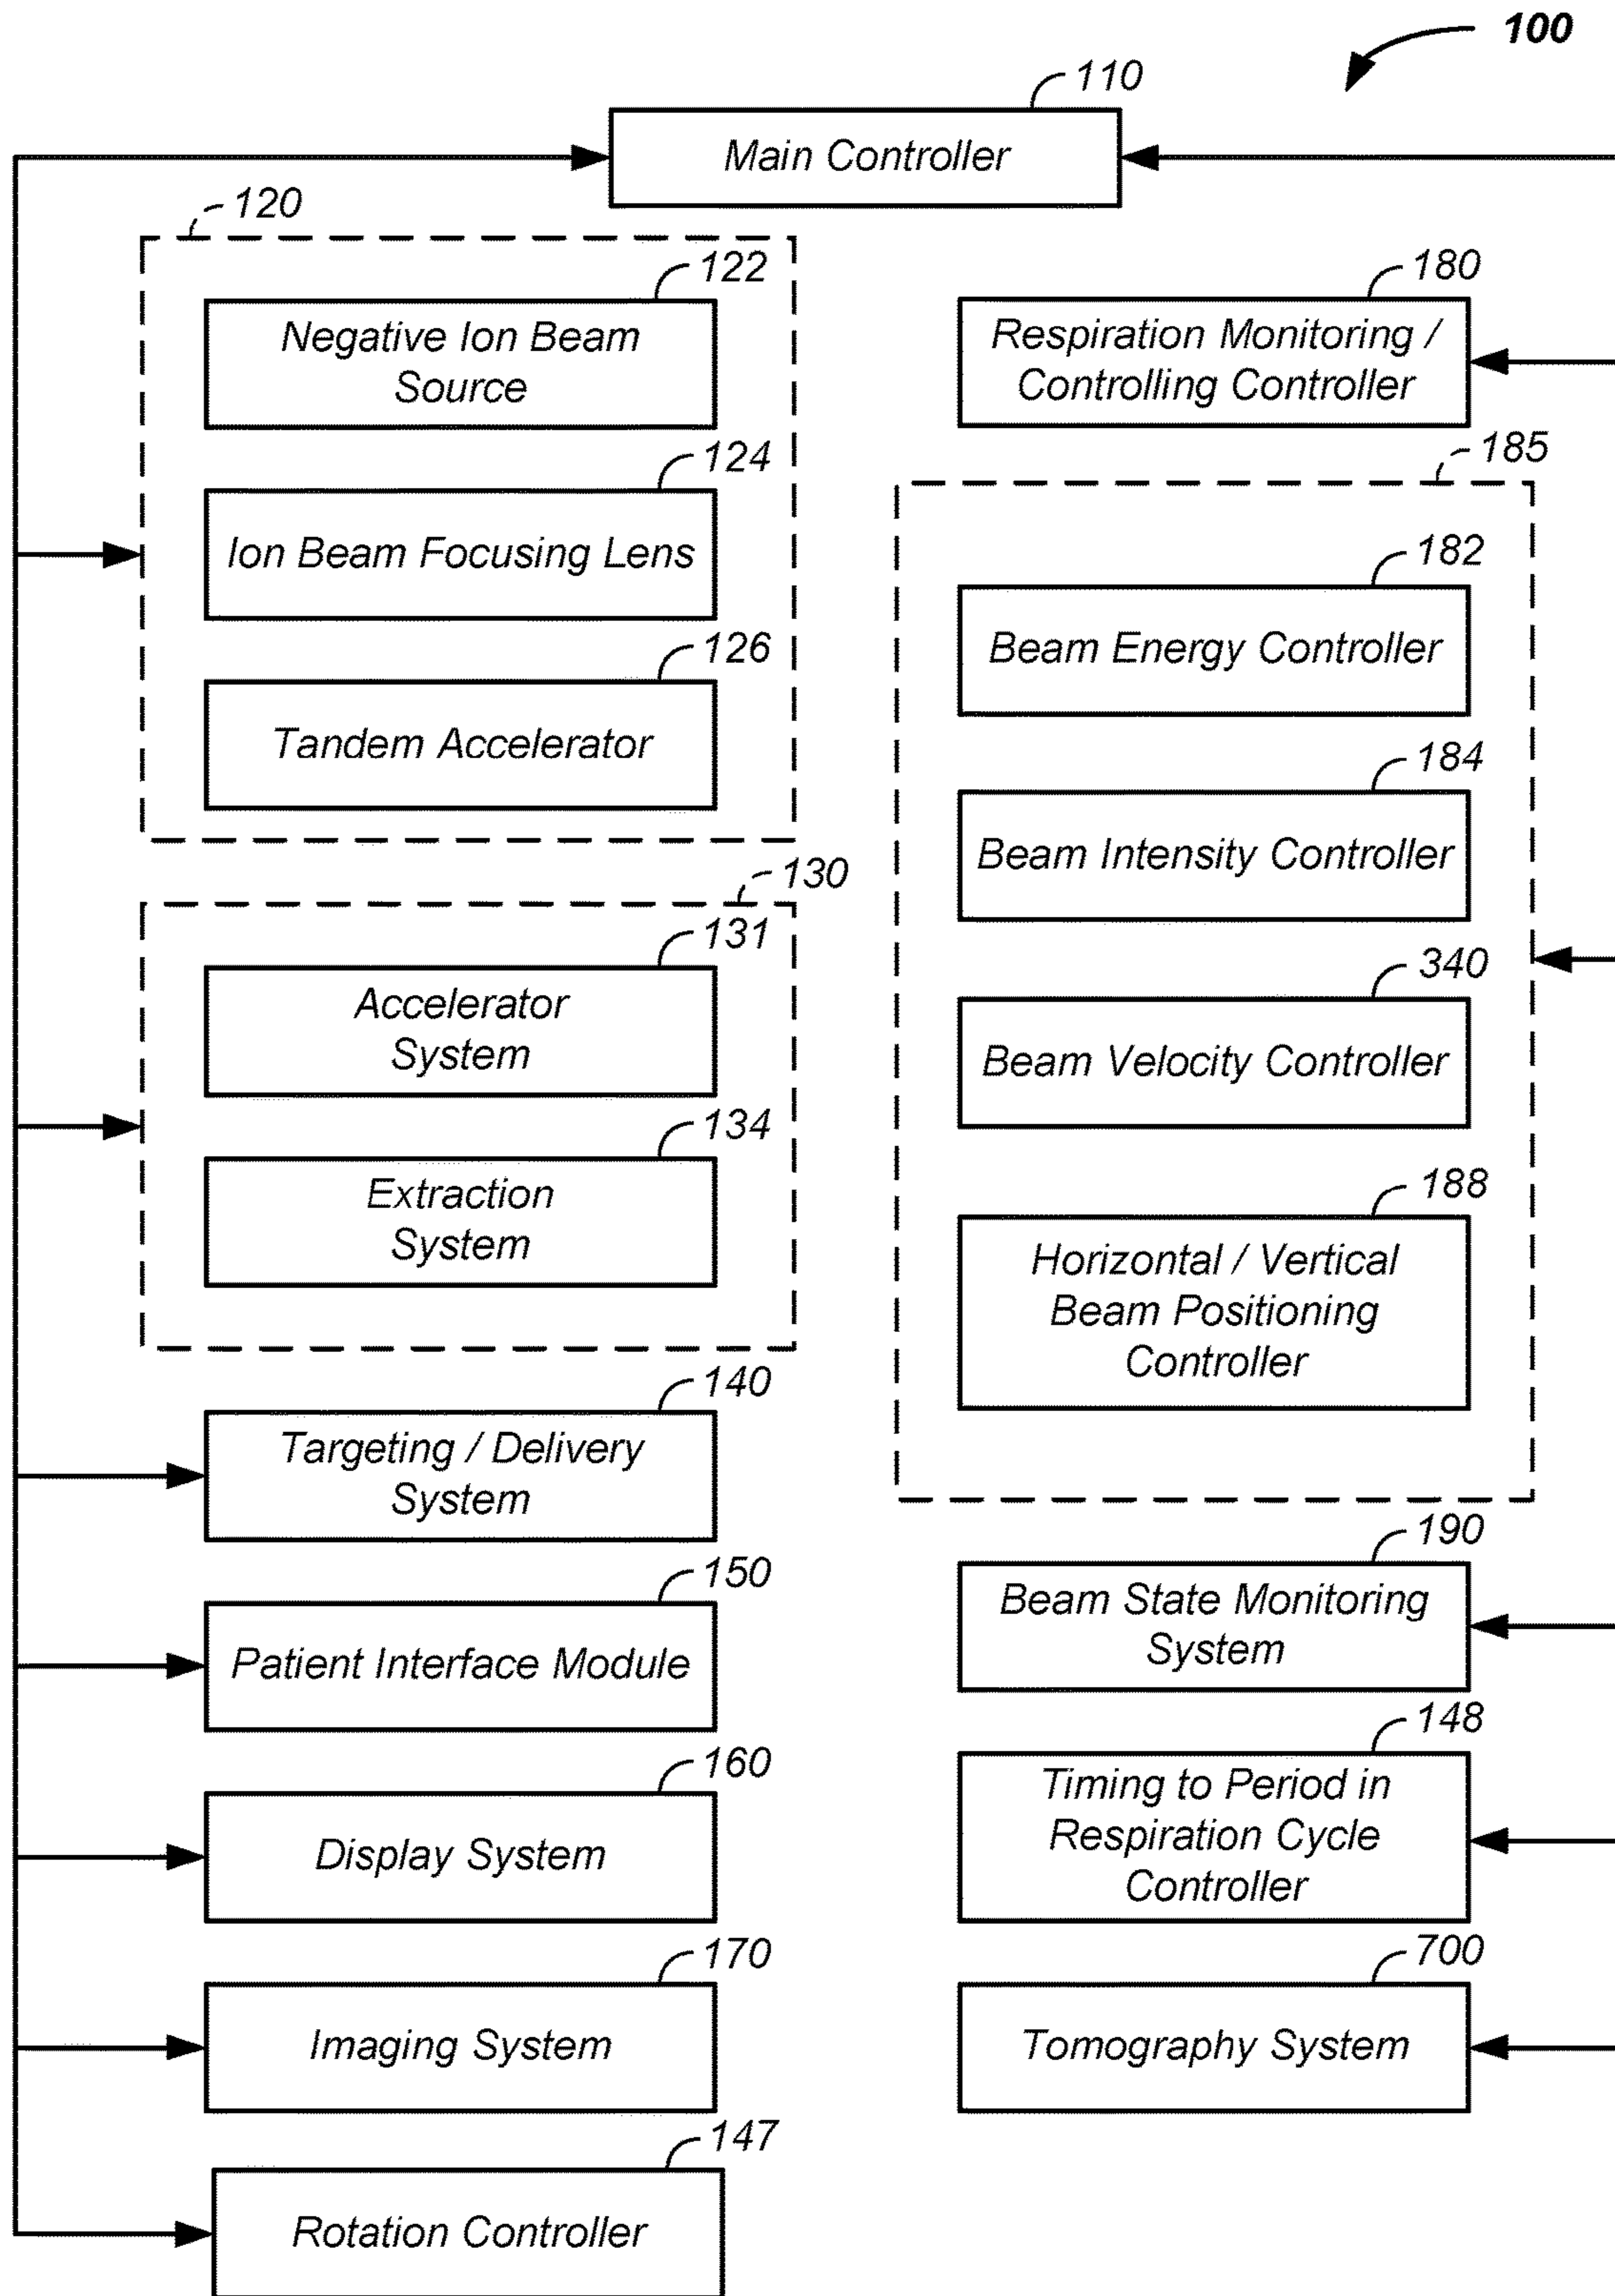 100
110
Main Controller
120
122
Negative Ion Beam
Source
124
Ion Beam Focusing Lens
126
Tandem Accelerator
130
131
Accelerator
System
134
Extraction
System
140
Targeting / Delivery
System
150
Patient Interface Module
160
Display System
170
Imaging System
147
Rotation Controller
180
Respiration Monitoring /
Controlling Controller
185
182
Beam Energy Controller
184
Beam Intensity Controller
340
Beam Velocity Controller
188
Horizontal / Vertical
Beam Positioning
Controller
190
Beam State Monitoring
System
148
Timing to Period in
Respiration Cycle
Controller
700
Tomography System